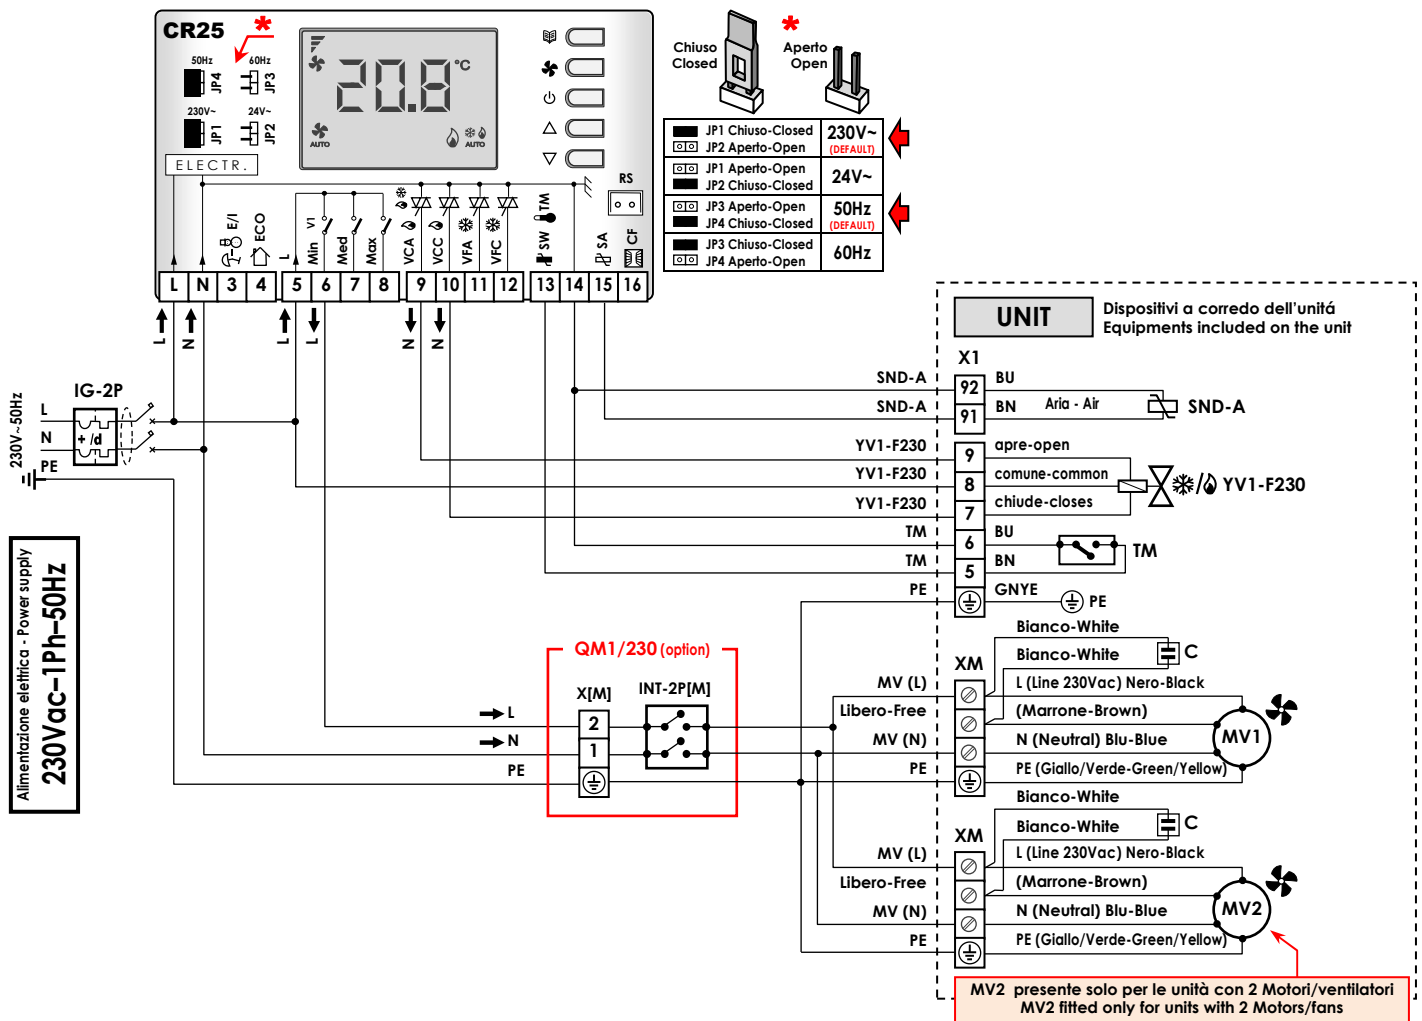 CR25
*
50Hz
60Hz
JP4
JP3
230V~
24V~
JP1
JP2
ELECTR.
20.8 °C
AUTO
AUTO
RS
E/I
ECO
L
Min
V1
Med
Max
VCA
VCC
VFA
VFC
SW
TM
SA
CF
L N 3 4 5 6 7 8 9 10 11 12 13 14 15 16
L
N
L
L
N
N
Chiuso
Closed
*
Aperto
Open
JP1 Chiuso-Closed
JP2 Aperto-Open
230V~
(DEFAULT)
JP1 Aperto-Open
JP2 Chiuso-Closed
24V~
JP3 Aperto-Open
JP4 Chiuso-Closed
50Hz
(DEFAULT)
JP3 Chiuso-Closed
JP4 Aperto-Open
60Hz
230V~50Hz
IG-2P
L
N
PE
+ /d
Alimentazione elettrica - Power supply
230Vac–1Ph–50Hz
UNIT
Dispositivi a corredo dell'unitá
Equipments included on the unit
X1
SND-A 92 BU
SND-A 91 BN
Aria - Air
SND-A
YV1-F230 9 apre-open
YV1-F230 8 comune-common
YV1-F230 7 chiude-closes
/ YV1-F230
TM 6 BU
TM 5 BN
TM
PE GNYE
PE
QM1/230 (option)
X[M]
INT-2P[M]
L 2
N 1
PE
Bianco-White
Bianco-White
C
XM
MV (L) L (Line 230Vac) Nero-Black
Libero-Free (Marrone-Brown)
MV (N) N (Neutral) Blu-Blue
PE PE (Giallo/Verde-Green/Yellow)
MV1
Bianco-White
Bianco-White
C
XM
MV (L) L (Line 230Vac) Nero-Black
Libero-Free (Marrone-Brown)
MV (N) N (Neutral) Blu-Blue
PE PE (Giallo/Verde-Green/Yellow)
MV2
MV2 presente solo per le unità con 2 Motori/ventilatori
MV2 fitted only for units with 2 Motors/fans